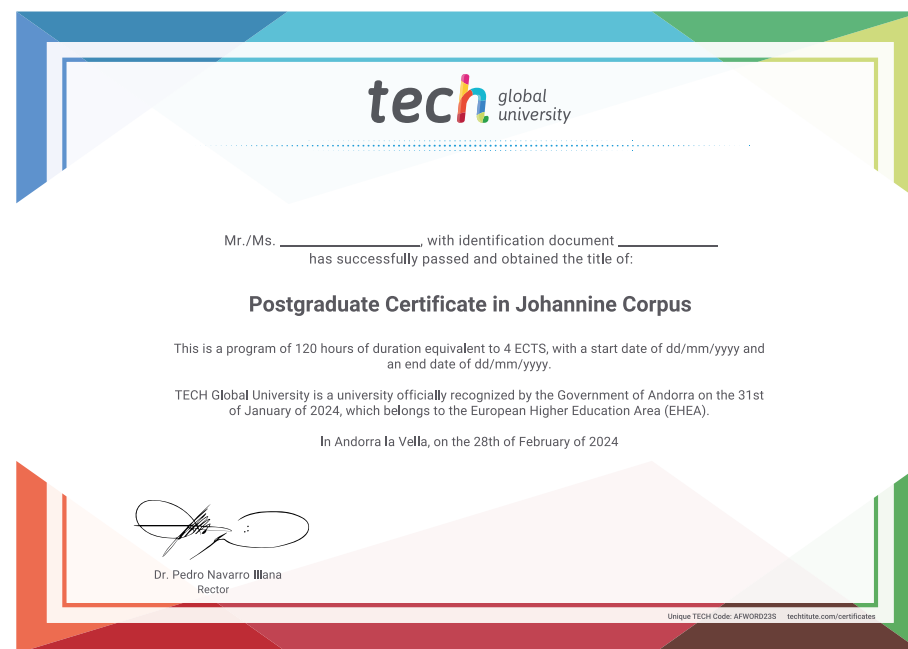 tech global university
Mr./Ms. ____________, with identification document ____________
has successfully passed and obtained the title of:
Postgraduate Certificate in Johannine Corpus
This is a program of 120 hours of duration equivalent to 4 ECTS, with a start date of dd/mm/yyyy and
an end date of dd/mm/yyyy.
TECH Global University is a university officially recognized by the Government of Andorra on the 31st
of January of 2024, which belongs to the European Higher Education Area (EHEA).
In Andorra la Vella, on the 28th of February of 2024
Dr. Pedro Navarro Illana
Rector
Unique TECH Code: AFWORD23S techtitute.com/certificates